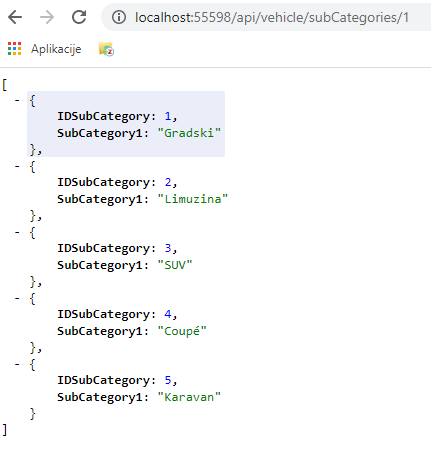 localhost:55598/api/vehicle/subCategories/1
Aplikacije
[
- {
IDSubCategory: 1,
SubCategory1: "Gradski"
},
- {
IDSubCategory: 2,
SubCategory1: "Limuzina"
},
- {
IDSubCategory: 3,
SubCategory1: "SUV"
},
- {
IDSubCategory: 4,
SubCategory1: "Coupé"
},
- {
IDSubCategory: 5,
SubCategory1: "Karavan"
}
]